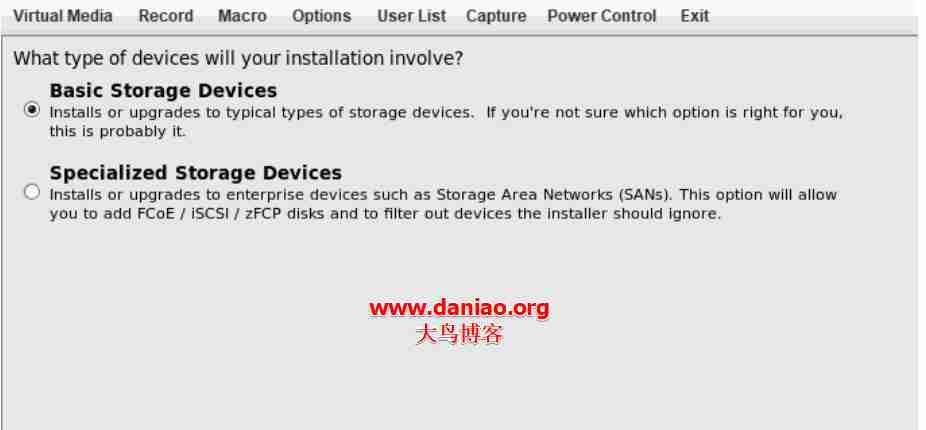 Virtual Media Record Macro Options User List Capture Power Control Exit
What type of devices will your installation involve?
Basic Storage Devices
Installs or upgrades to typical types of storage devices.  If you're not sure which option is right for you,
this is probably it.
Specialized Storage Devices
Installs or upgrades to enterprise devices such as Storage Area Networks (SANs). This option will allow
you to add FCoE / iSCSI / zFCP disks and to filter out devices the installer should ignore.
www.daniao.org
大鸟博客